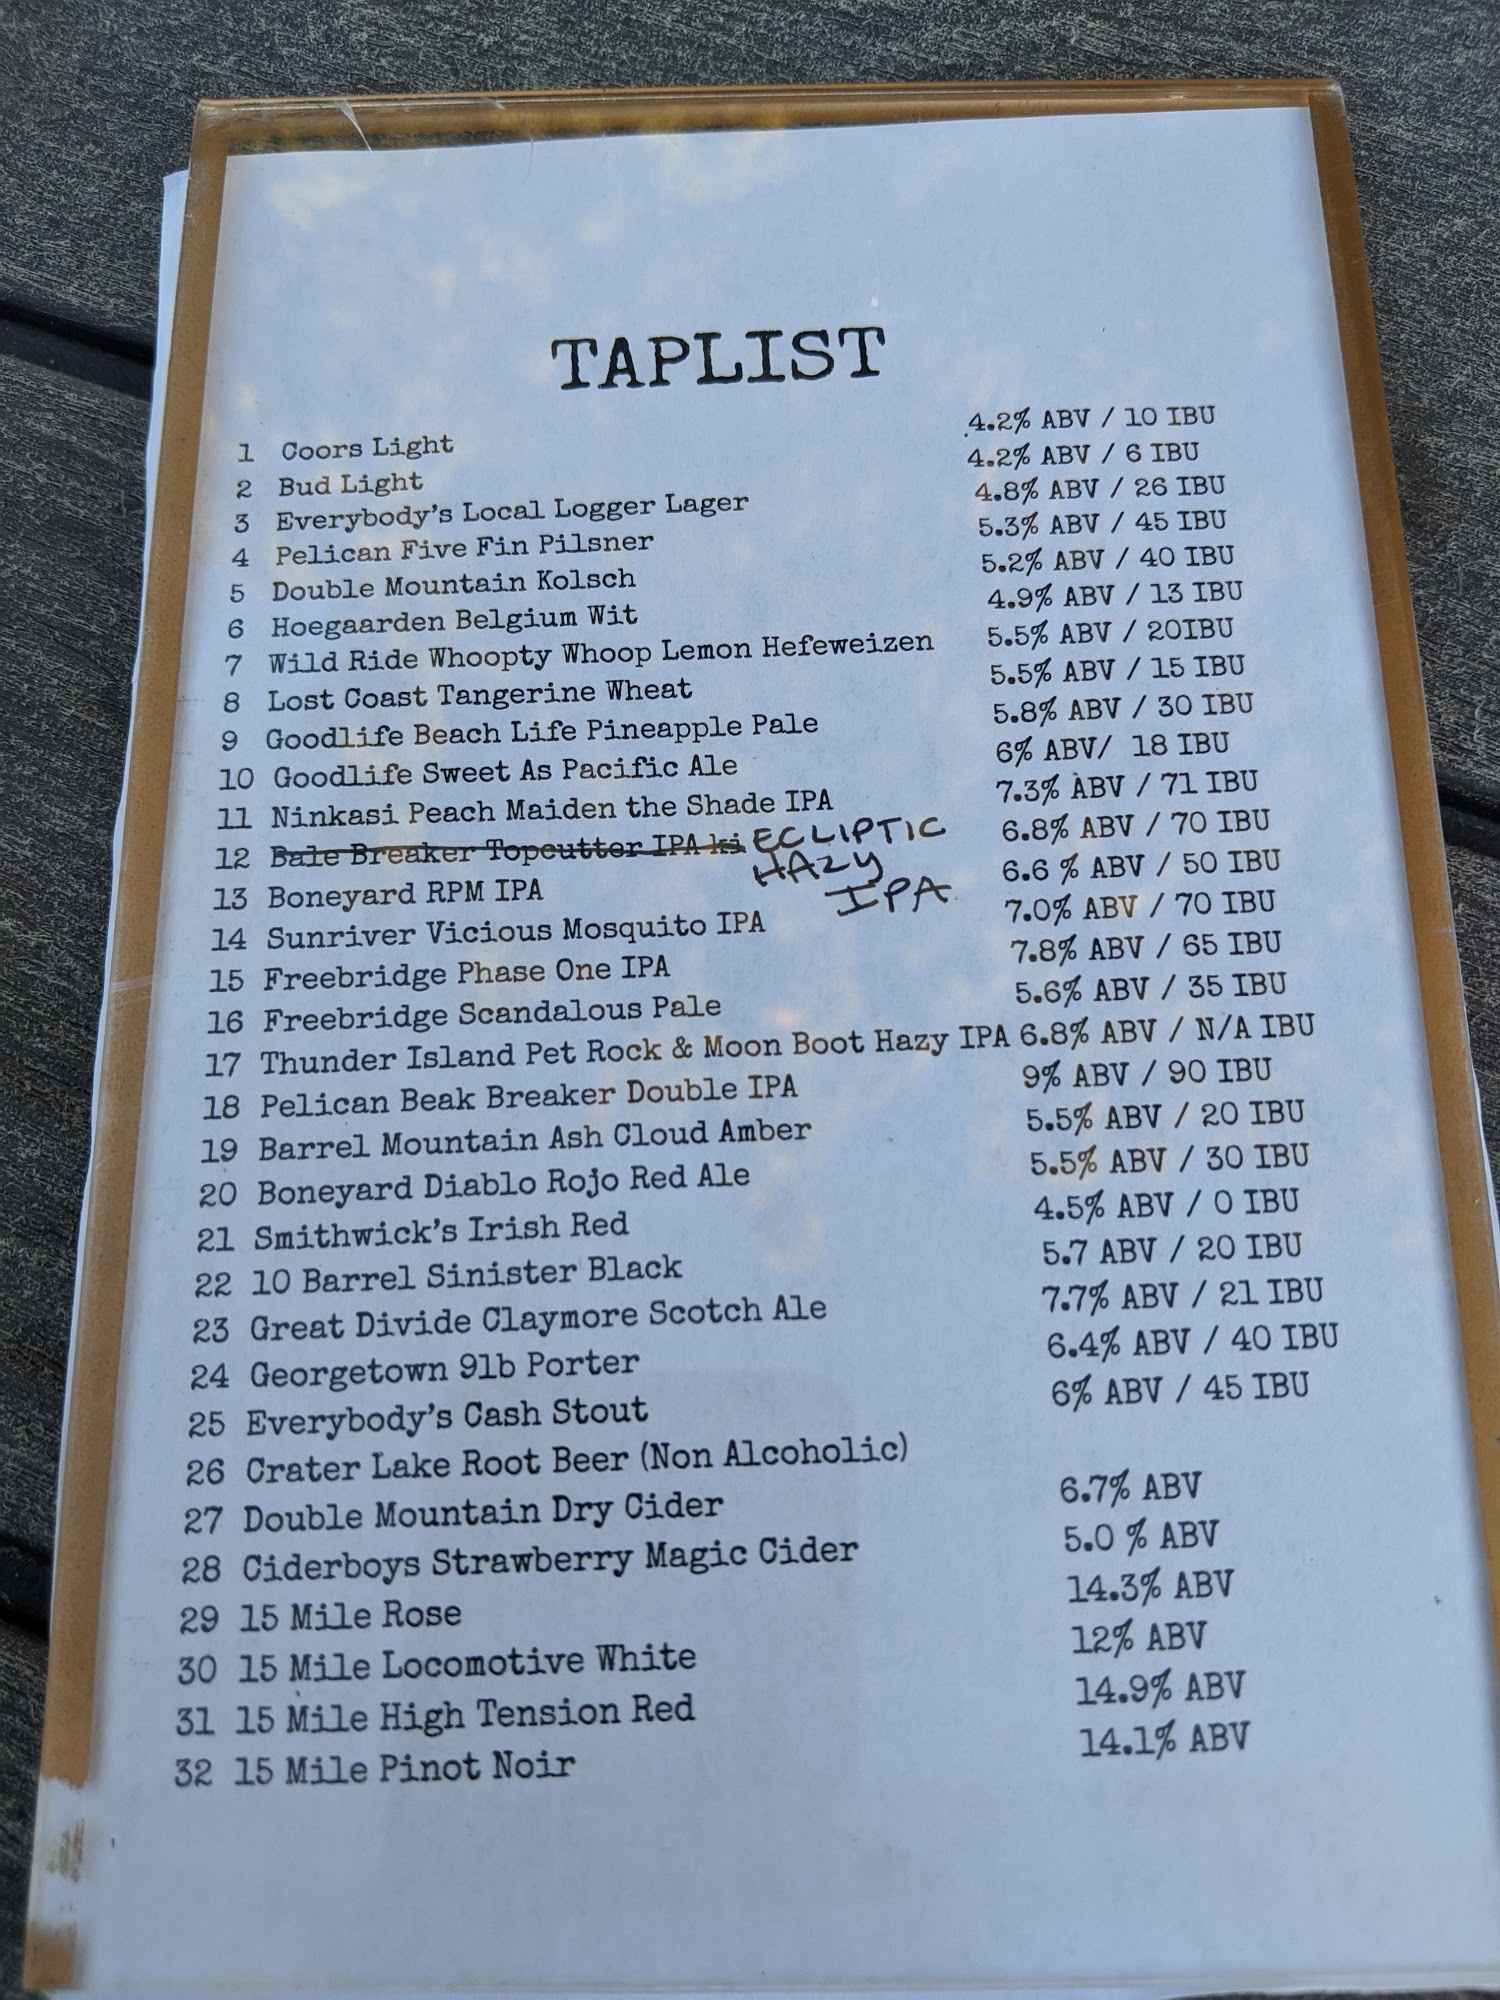 TAPLIST
1 Coors Light 4.2% ABV / 10 IBU
2 Bud Light 4.2% ABV / 6 IBU
3 Everybody's Local Logger Lager 4.8% ABV / 26 IBU
4 Pelican Five Fin Pilsner 5.3% ABV / 45 IBU
5 Double Mountain Kolsch 5.2% ABV / 40 IBU
6 Hoegaarden Belgium Wit 4.9% ABV / 13 IBU
7 Wild Ride Whoopty Whoop Lemon Hefeweizen 5.5% ABV / 20IBU
8 Lost Coast Tangerine Wheat 5.5% ABV / 15 IBU
9 Goodlife Beach Life Pineapple Pale 5.8% ABV / 30 IBU
10 Goodlife Sweet As Pacific Ale 6% ABV/ 18 IBU
11 Ninkasi Peach Maiden the Shade IPA 7.3% ABV / 71 IBU
12 Bale Breaker Topcutter IPA ki ECLIPTIC 6.8% ABV / 70 IBU
HAZY
IPA
13 Boneyard RPM IPA 6.6 % ABV / 50 IBU
14 Sunriver Vicious Mosquito IPA 7.0% ABV / 70 IBU
15 Freebridge Phase One IPA 7.8% ABV / 65 IBU
16 Freebridge Scandalous Pale 5.6% ABV / 35 IBU
17 Thunder Island Pet Rock & Moon Boot Hazy IPA 6.8% ABV / N/A IBU
18 Pelican Beak Breaker Double IPA 9% ABV / 90 IBU
19 Barrel Mountain Ash Cloud Amber 5.5% ABV / 20 IBU
20 Boneyard Diablo Rojo Red Ale 5.5% ABV / 30 IBU
21 Smithwick's Irish Red 4.5% ABV / 0 IBU
22 10 Barrel Sinister Black 5.7 ABV / 20 IBU
23 Great Divide Claymore Scotch Ale 7.7% ABV / 21 IBU
24 Georgetown 9lb Porter 6.4% ABV / 40 IBU
25 Everybody's Cash Stout 6% ABV / 45 IBU
26 Crater Lake Root Beer (Non Alcoholic)
27 Double Mountain Dry Cider 6.7% ABV
28 Ciderboys Strawberry Magic Cider 5.0 % ABV
29 15 Mile Rose 14.3% ABV
30 15 Mile Locomotive White 12% ABV
31 15 Mile High Tension Red 14.9% ABV
32 15 Mile Pinot Noir 14.1% ABV